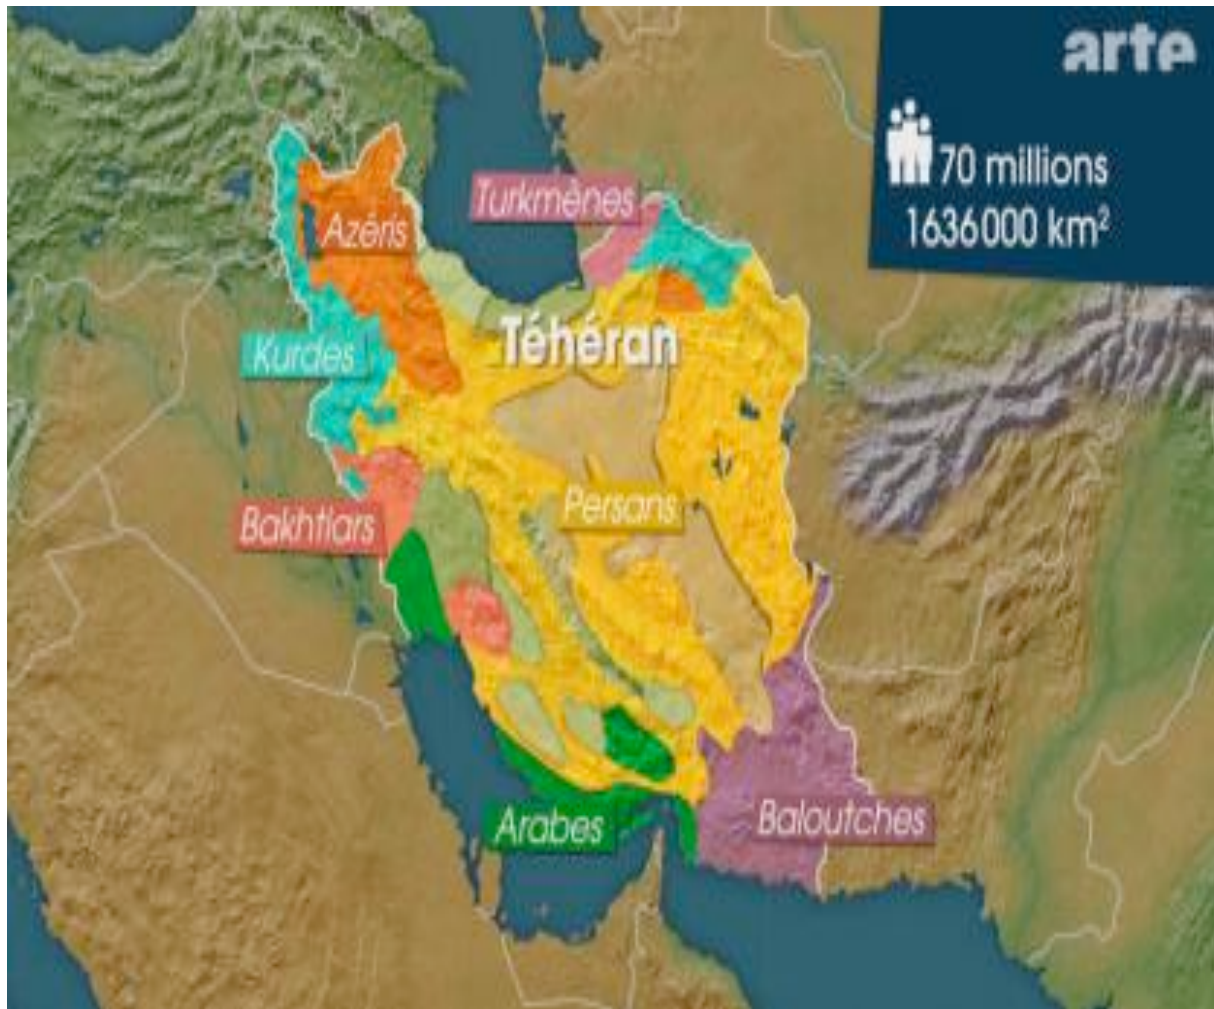 arte
70 millions
1636000 km²
Turkmènes
Azéris
Téhéran
Kurdes
Persans
Bakhtiars
Arabes
Baloutches